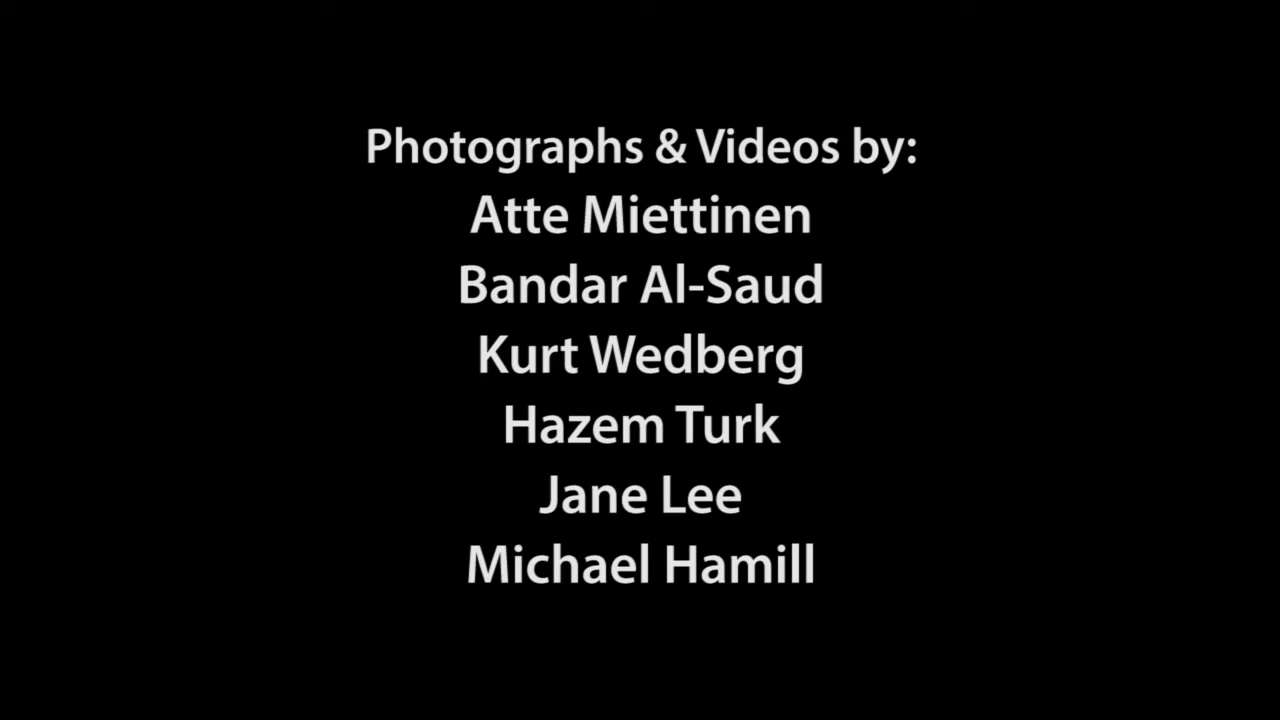 Photographs & Videos by:
Atte Miettinen
Bandar Al-Saud
Kurt Wedberg
Hazem Turk
Jane Lee
Michael Hamill